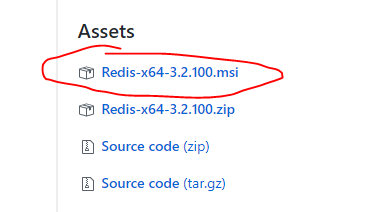 Assets
Redis-x64-3.2.100.msi
Redis-x64-3.2.100.zip
Source code (zip)
Source code (tar.gz)